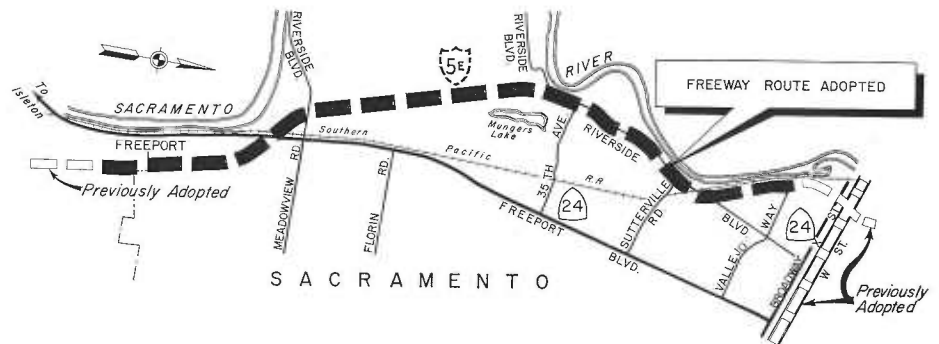 To
Isleton
SACRAMENTO
RIVERSIDE
BLVD.
5E
RIVERSIDE
BLVD
RIVER
FREEWAY ROUTE ADOPTED
FREEPORT
Previously Adopted
Southern
Pacific
R.R
Mungers
Lake
35 TH AVE.
RIVERSIDE
BLVD
MEADOWVIEW RD.
FLORIN RD.
24
FREEPORT
BLVD.
SUTTERVILLE
RD
VALLEJO WAY
24
BROADWAY
X ST.
W ST.
SACRAMENTO
Previously
Adopted